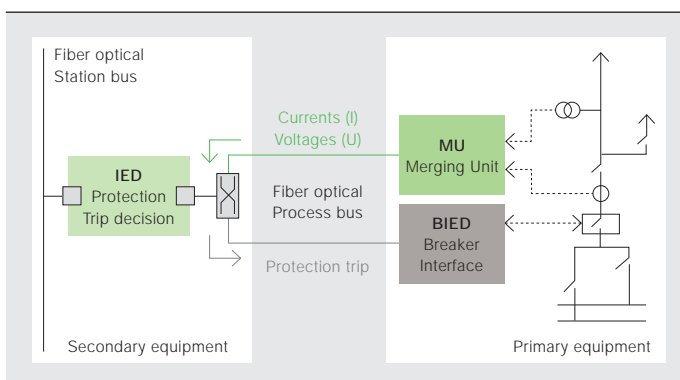 Fiber optical
Station bus
IED
Protection
Trip decision
Currents (I)
Voltages (U)
Fiber optical
Process bus
Protection trip
MU
Merging Unit
BIED
Breaker
Interface
Secondary equipment
Primary equipment